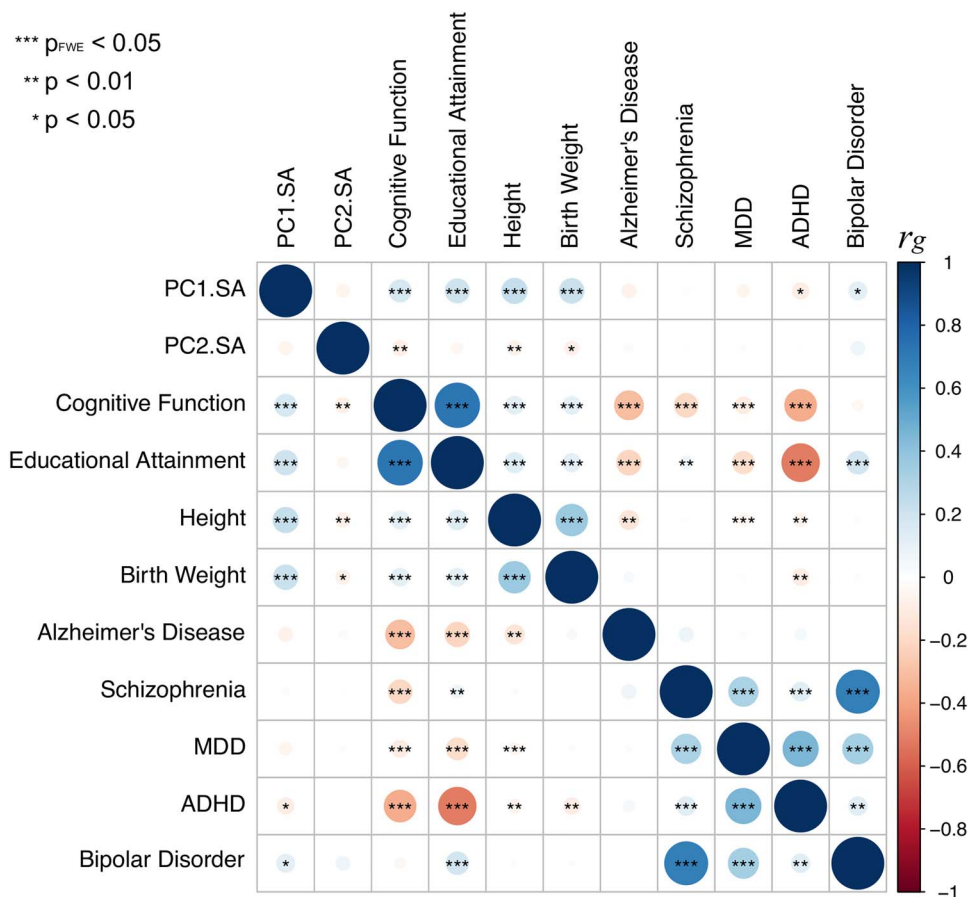 *** pFWE < 0.05
** p < 0.01
* p < 0.05
PC1.SA
PC2.SA
Cognitive Function
Educational Attainment
Height
Birth Weight
Alzheimer's Disease
Schizophrenia
MDD
ADHD
Bipolar Disorder
rg
PC1.SA *** *** *** *** * *
PC2.SA ** ** *
Cognitive Function *** ** *** *** *** *** *** *** ***
Educational Attainment *** *** *** *** *** ** *** *** ***
Height *** ** *** *** *** ** *** **
Birth Weight *** * *** *** *** **
Alzheimer's Disease *** *** **
Schizophrenia *** ** *** *** ***
MDD *** *** *** *** *** ***
ADHD * *** *** ** ** *** *** **
Bipolar Disorder * *** *** *** **
1
0.8
0.6
0.4
0.2
0
−0.2
−0.4
−0.6
−0.8
−1